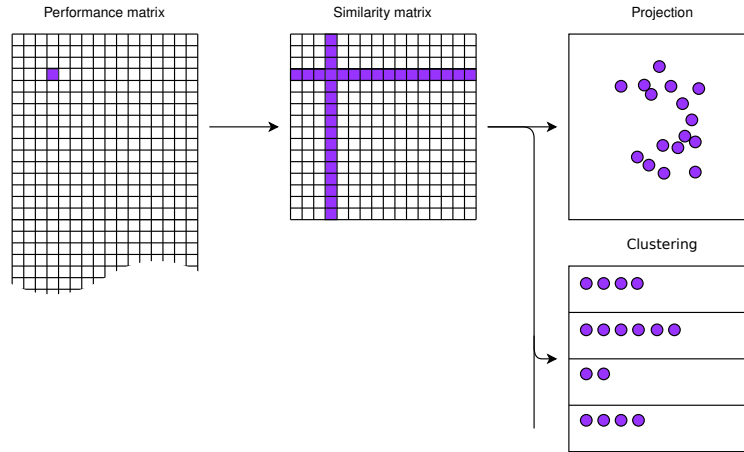 Performance matrix
Similarity matrix
Projection
Clustering